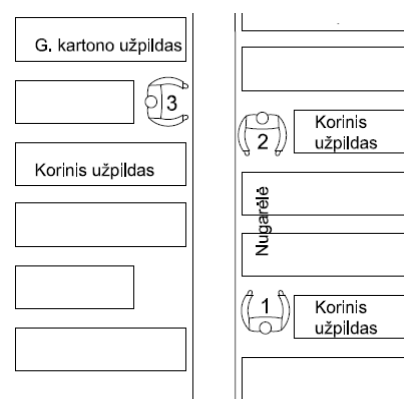 G. kartono užpildas
3
Korinis užpildas
Korinis
užpildas
2
Nugarėlė
1
Korinis
užpildas